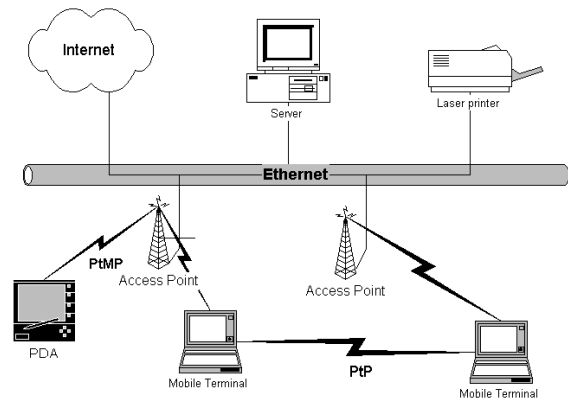 Internet
Server
Laser printer
Ethernet
PtMP
Access Point
Access Point
PDA
Mobile Terminal
PtP
Mobile Terminal